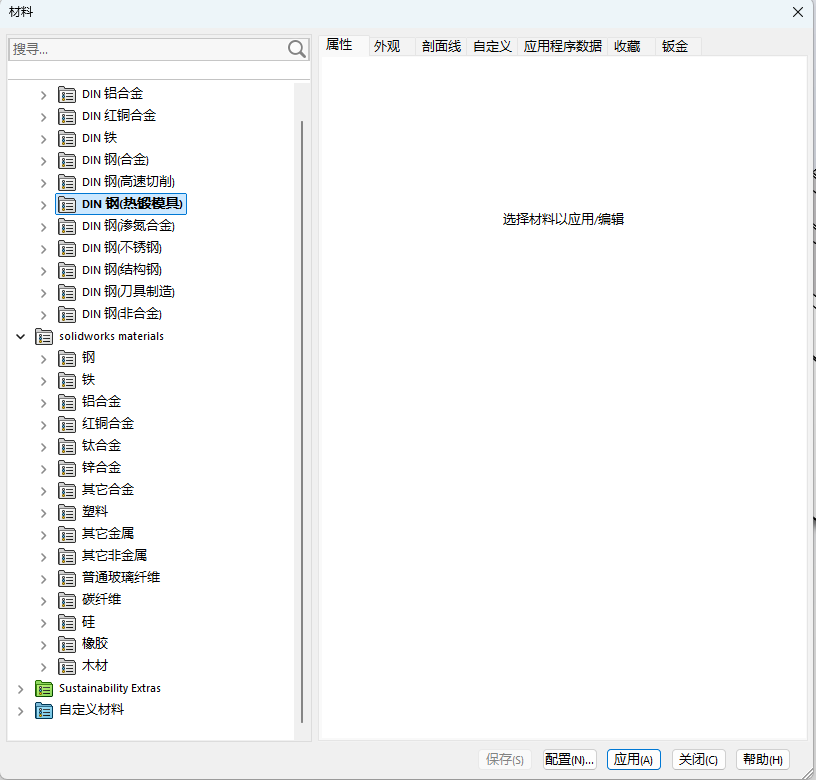 材料
搜寻...
属性 外观 剖面线 自定义 应用程序数据 收藏 钣金
DIN 铝合金
DIN 红铜合金
DIN 铁
DIN 钢(合金)
DIN 钢(高速切削)
DIN 钢(热锻模具)
DIN 钢(渗氮合金)
DIN 钢(不锈钢)
DIN 钢(结构钢)
DIN 钢(刀具制造)
DIN 钢(非合金)
solidworks materials
钢
铁
铝合金
红铜合金
钛合金
锌合金
其它合金
塑料
其它金属
其它非金属
普通玻璃纤维
碳纤维
硅
橡胶
木材
Sustainability Extras
自定义材料
选择材料以应用/编辑
保存(S) 配置(N)... 应用(A) 关闭(C) 帮助(H)